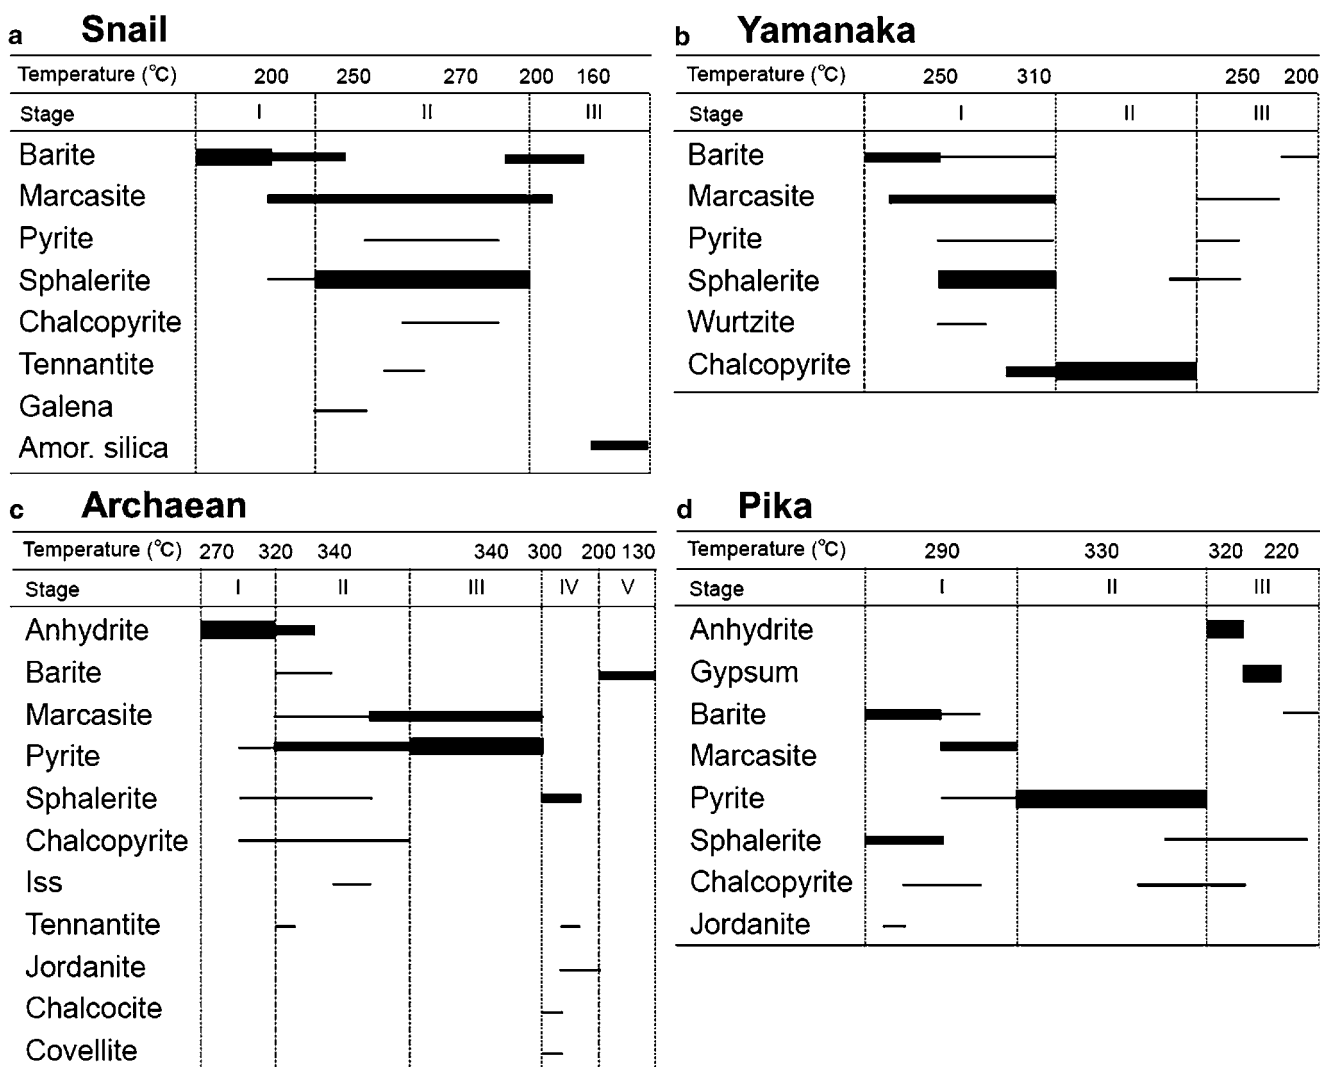 a Snail
Temperature (℃) 200 250 270 200 160
Stage I II III
Barite
Marcasite
Pyrite
Sphalerite
Chalcopyrite
Tennantite
Galena
Amor. silica
b Yamanaka
Temperature (℃) 250 310 250 200
Stage I II III
Barite
Marcasite
Pyrite
Sphalerite
Wurtzite
Chalcopyrite
c Archaean
Temperature (℃) 270 320 340 340 300 200 130
Stage I II III IV V
Anhydrite
Barite
Marcasite
Pyrite
Sphalerite
Chalcopyrite
Iss
Tennantite
Jordanite
Chalcocite
Covellite
d Pika
Temperature (℃) 290 330 320 220
Stage I II III
Anhydrite
Gypsum
Barite
Marcasite
Pyrite
Sphalerite
Chalcopyrite
Jordanite